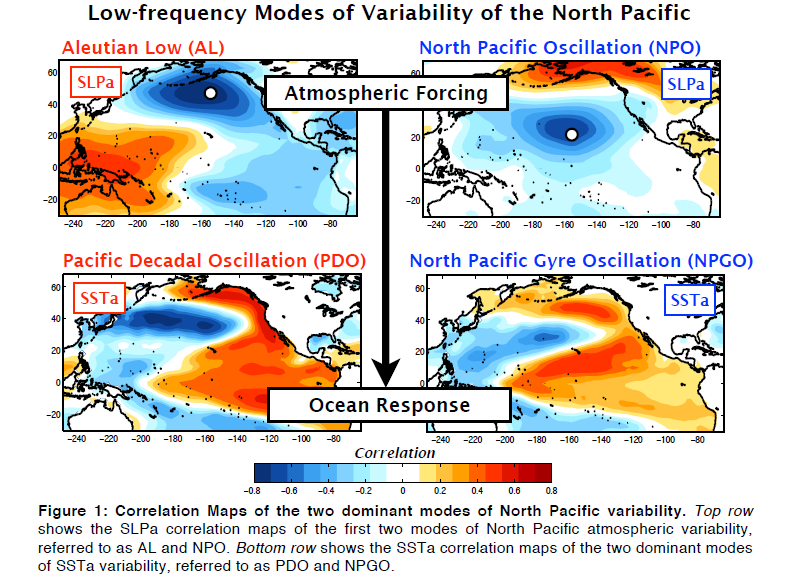 Low-frequency Modes of Variability of the North Pacific
Aleutian Low (AL)
North Pacific Oscillation (NPO)
SLPa
Atmospheric Forcing
SLPa
60
40
20
0
−20
−240 −220 −200 −180 −160 −140 −120 −100 −80
60
40
20
0
−20
−240 −220 −200 −180 −160 −140 −120 −100 −80
Pacific Decadal Oscillation (PDO)
North Pacific Gyre Oscillation (NPGO)
SSTa
SSTa
60
40
20
0
−20
−240 −220 −200 −180 −160 −140 −120 −100 −80
60
40
20
0
−20
−240 −220 −200 −180 −160 −140 −120 −100 −80
Ocean Response
Correlation
−0.8 −0.6 −0.4 −0.2 0 0.2 0.4 0.6 0.8
Figure 1: Correlation Maps of the two dominant modes of North Pacific variability. Top row
shows the SLPa correlation maps of the first two modes of North Pacific atmospheric variability,
referred to as AL and NPO. Bottom row shows the SSTa correlation maps of the two dominant modes
of SSTa variability, referred to as PDO and NPGO.